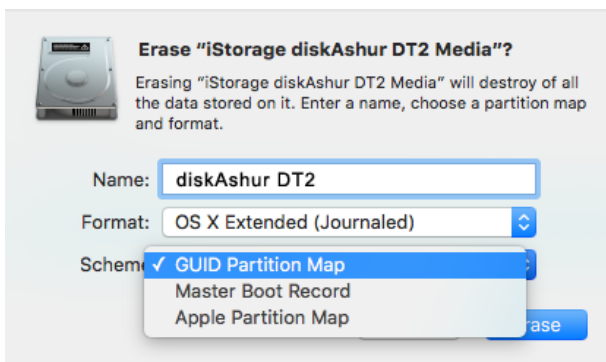 Erase “iStorage diskAshur DT2 Media”?
Erasing “iStorage diskAshur DT2 Media” will destroy of all
the data stored on it. Enter a name, choose a partition map
and format.
Name: diskAshur DT2
Format: OS X Extended (Journaled)
Scheme ✓ GUID Partition Map
Master Boot Record
Apple Partition Map